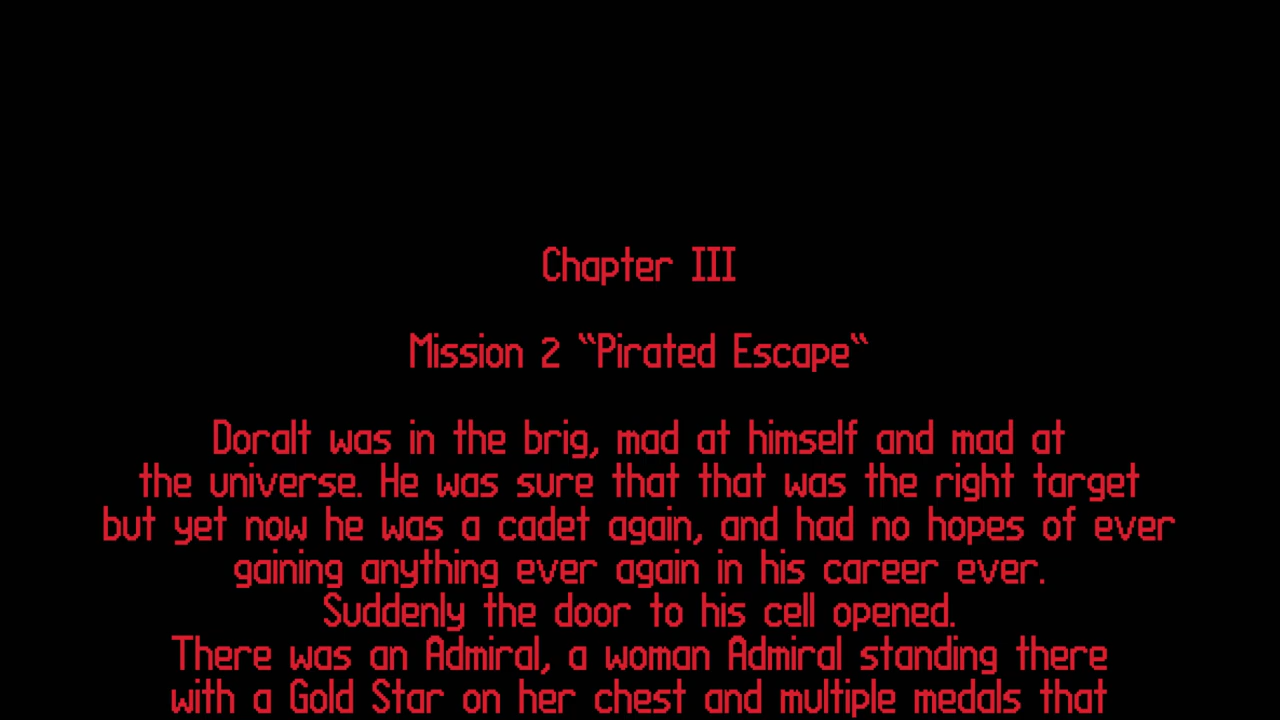 Chapter III
Mission 2 “Pirated Escape“
Doralt was in the brig, mad at himself and mad at
the universe. He was sure that that was the right target
but yet now he was a cadet again, and had no hopes of ever
gaining anything ever again in his career ever.
Suddenly the door to his cell opened.
There was an Admiral, a woman Admiral standing there
with a Gold Star on her chest and multiple medals that